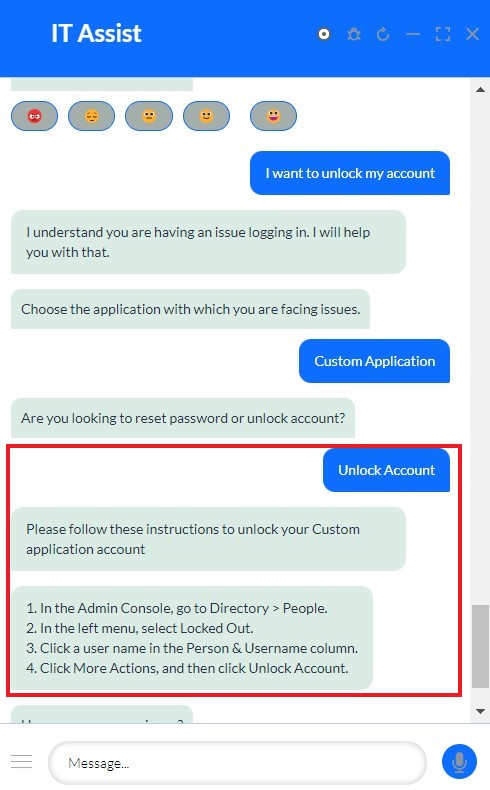 IT Assist
I want to unlock my account
I understand you are having an issue logging in. I will help
you with that.
Choose the application with which you are facing issues.
Custom Application
Are you looking to reset password or unlock account?
Unlock Account
Please follow these instructions to unlock your Custom
application account
1. In the Admin Console, go to Directory > People.
2. In the left menu, select Locked Out.
3. Click a user name in the Person & Username column.
4. Click More Actions, and then click Unlock Account.
Message...